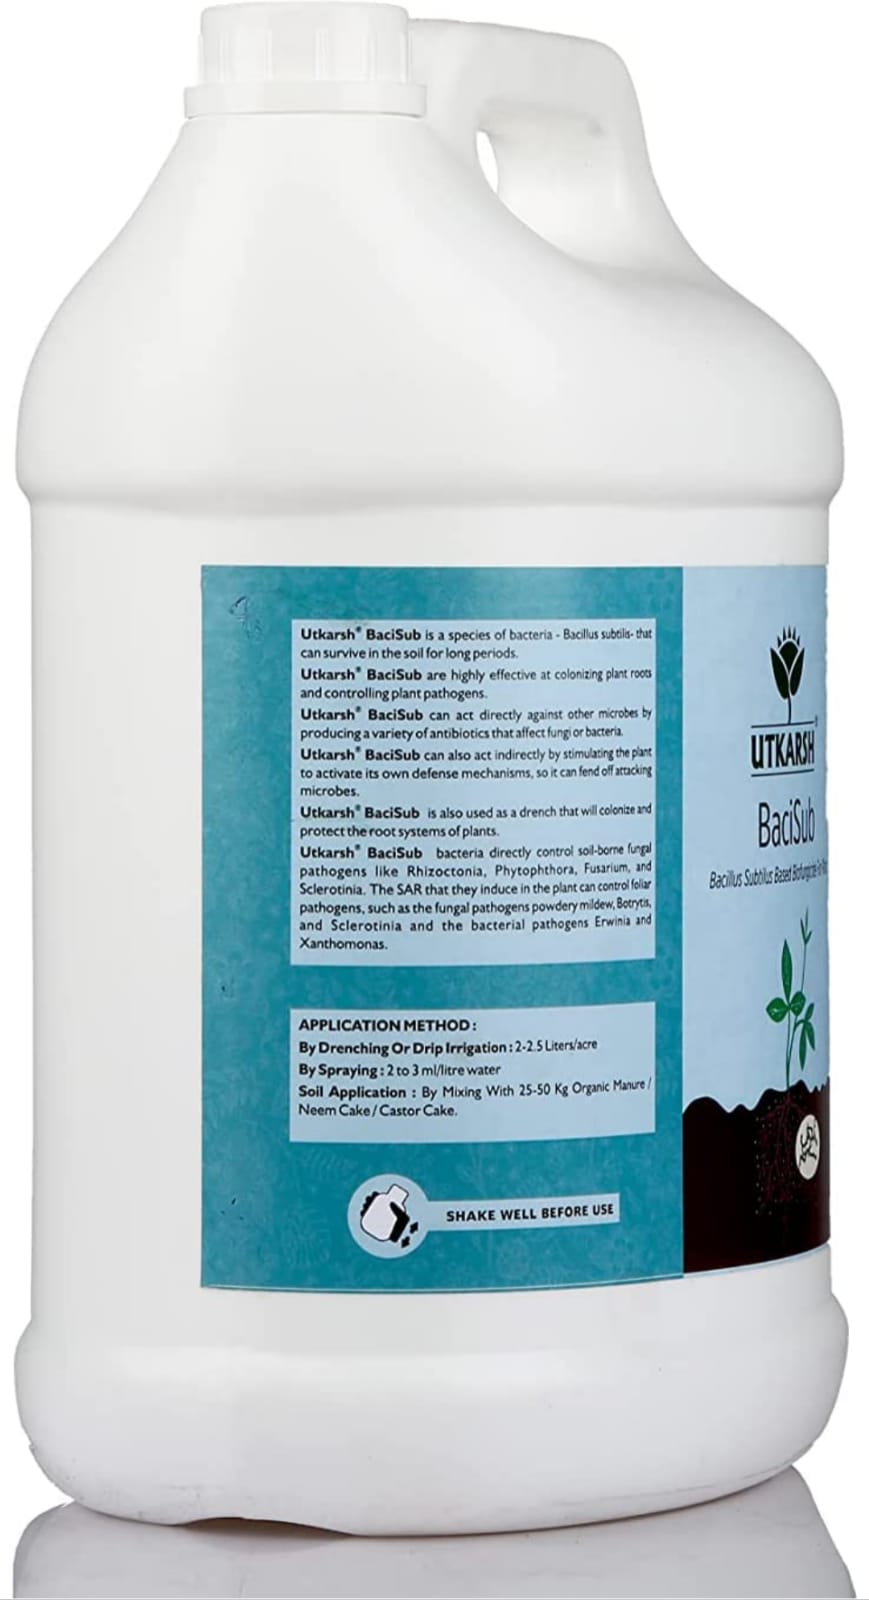 Utkarsh® BaciSub is a species of bacteria - Bacillus subtilis- that
can survive in the soil for long periods.
Utkarsh® BaciSub are highly effective at colonizing plant roots
and controlling plant pathogens.
Utkarsh® BaciSub can act directly against other microbes by
producing a variety of antibiotics that affect fungi or bacteria.
Utkarsh® BaciSub can also act indirectly by stimulating the plant
to activate its own defense mechanisms, so it can fend off attacking
microbes.
Utkarsh® BaciSub is also used as a drench that will colonize and
protect the root systems of plants.
Utkarsh® BaciSub bacteria directly control soil-borne fungal
pathogens like Rhizoctonia, Phytophthora, Fusarium, and
Sclerotinia. The SAR that they induce in the plant can control foliar
pathogens, such as the fungal pathogens powdery mildew, Botrytis,
and Sclerotinia and the bacterial pathogens Erwinia and
Xanthomonas.
APPLICATION METHOD :
By Drenching Or Drip Irrigation : 2-2.5 Liters/acre
By Spraying : 2 to 3 ml/litre water
Soil Application : By Mixing With 25-50 Kg Organic Manure /
Neem Cake / Castor Cake.
SHAKE WELL BEFORE USE
UTKARSH®
BaciSub
Bacillus Subtilus Based Biofungicide